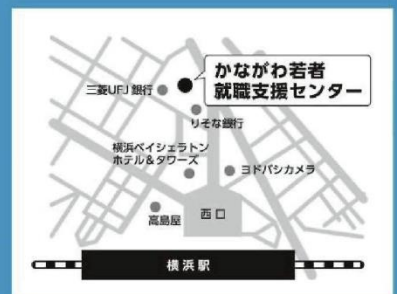 かながわ若者
就職支援センター
三菱UFJ銀行
りそな銀行
横浜ベイシェラトン
ホテル&タワーズ
ヨドバシカメラ
高島屋
西口
横浜駅